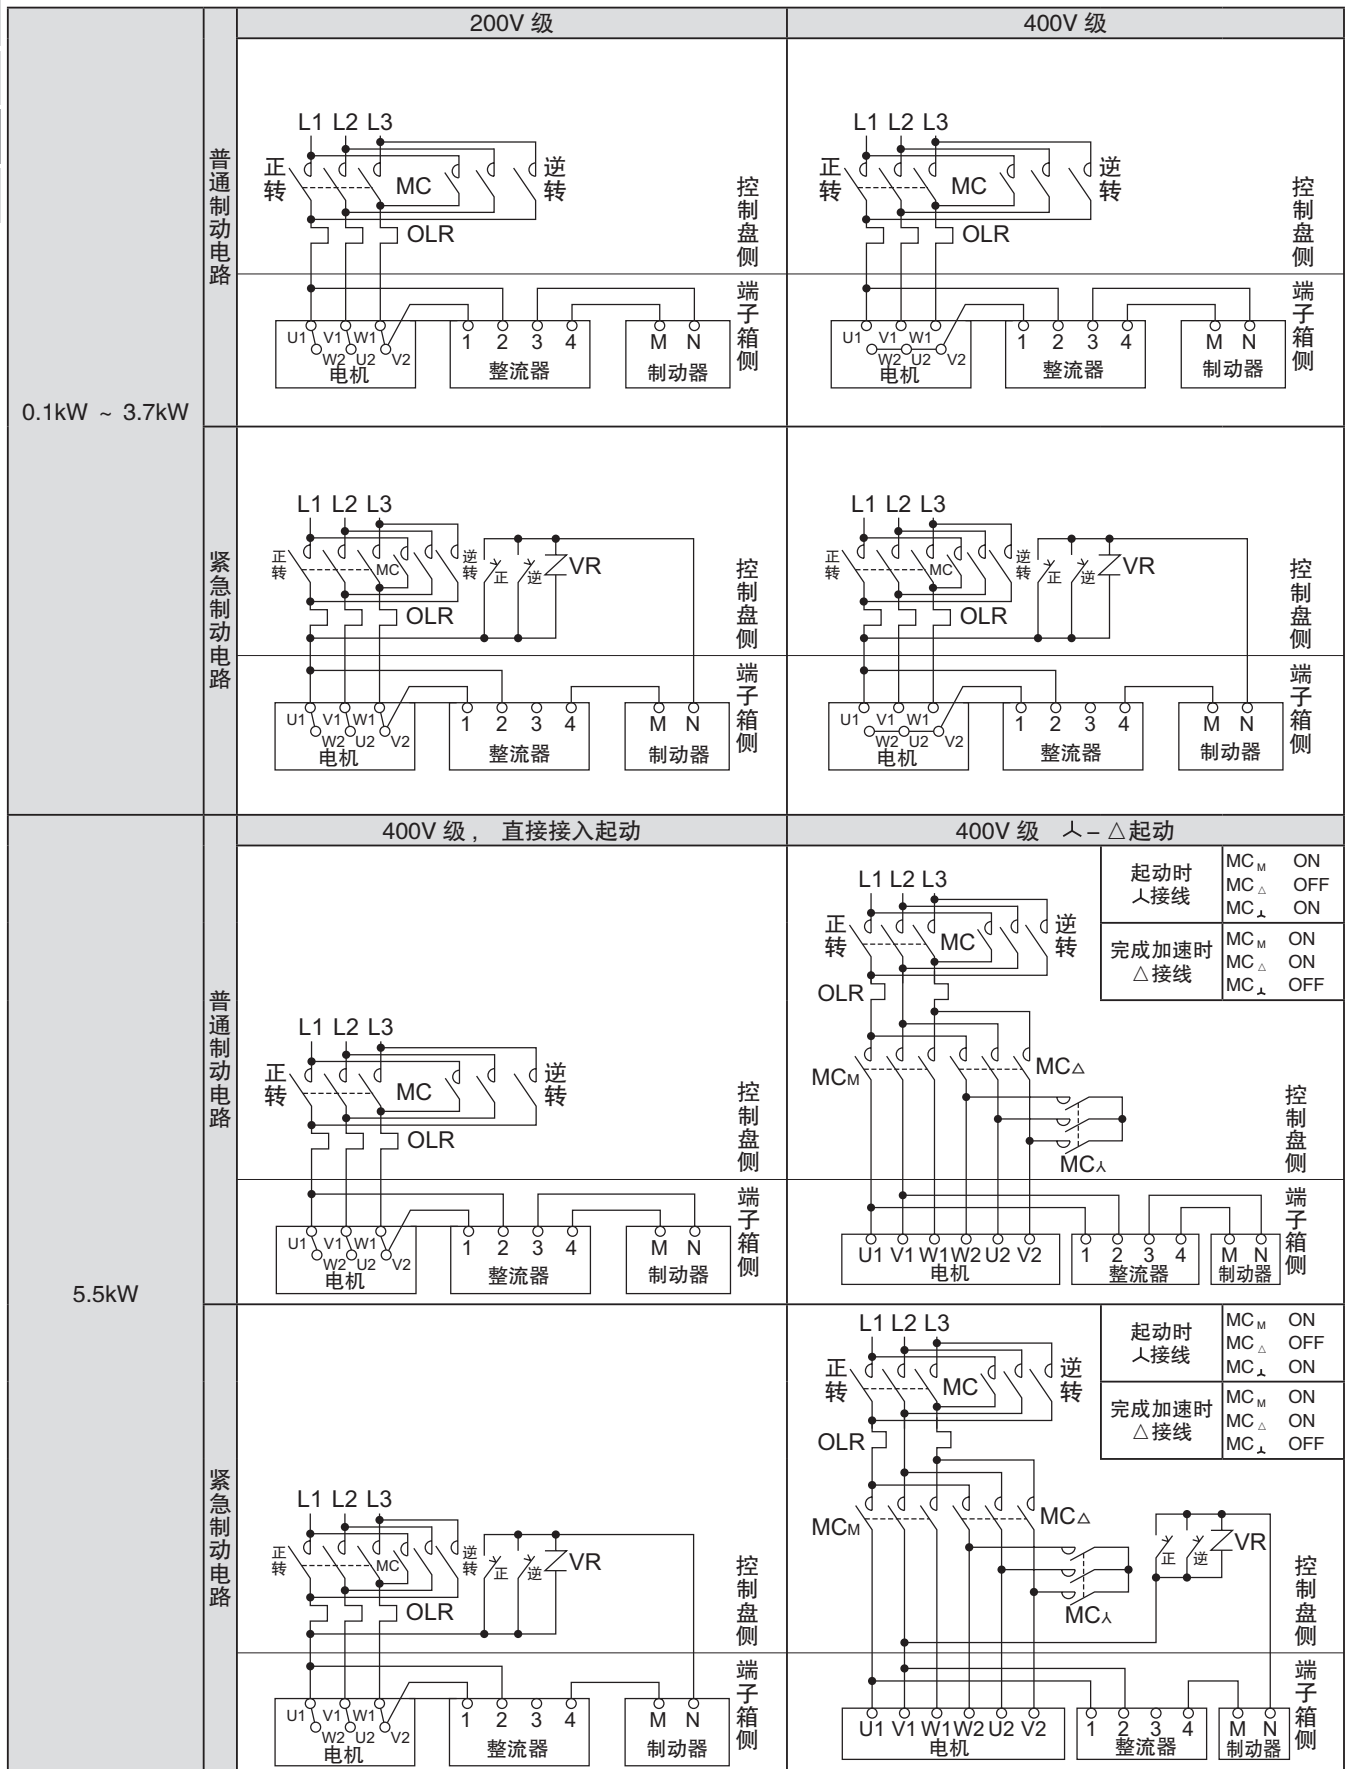 200V 级
400V 级
0.1kW ~ 3.7kW
普通制动电路
L1 L2 L3
正转
MC
逆转
OLR
控制盘侧
端子箱侧
U1 V1 W1
W2 U2 V2
电机
1 2 3 4
整流器
M N
制动器
L1 L2 L3
正转
MC
逆转
OLR
控制盘侧
端子箱侧
U1 V1 W1
W2 U2 V2
电机
1 2 3 4
整流器
M N
制动器
紧急制动电路
L1 L2 L3
正转
MC
逆转
正
逆
VR
OLR
控制盘侧
端子箱侧
U1 V1 W1
W2 U2 V2
电机
1 2 3 4
整流器
M N
制动器
L1 L2 L3
正转
MC
逆转
正
逆
VR
OLR
控制盘侧
端子箱侧
U1 V1 W1
W2 U2 V2
电机
1 2 3 4
整流器
M N
制动器
5.5kW
400V 级， 直接接入起动
400V 级 人 – △起动
普通制动电路
L1 L2 L3
正转
MC
逆转
OLR
控制盘侧
端子箱侧
U1 V1 W1
W2 U2 V2
电机
1 2 3 4
整流器
M N
制动器
L1 L2 L3
正转
MC
逆转
OLR
MCM
MC△
MC人
起动时
人接线
MC M ON
MC △ OFF
MC 人 ON
完成加速时
△接线
MC M ON
MC △ ON
MC 人 OFF
控制盘侧
端子箱侧
U1 V1 W1 W2 U2 V2
电机
1 2 3 4
整流器
M N
制动器
紧急制动电路
L1 L2 L3
正转
MC
逆转
正
逆
VR
OLR
控制盘侧
端子箱侧
U1 V1 W1
W2 U2 V2
电机
1 2 3 4
整流器
M N
制动器
L1 L2 L3
正转
MC
逆转
OLR
MCM
MC△
MC人
正
逆
VR
起动时
人接线
MC M ON
MC △ OFF
MC 人 ON
完成加速时
△接线
MC M ON
MC △ ON
MC 人 OFF
控制盘侧
端子箱侧
U1 V1 W1 W2 U2 V2
电机
1 2 3 4
整流器
M N
制动器